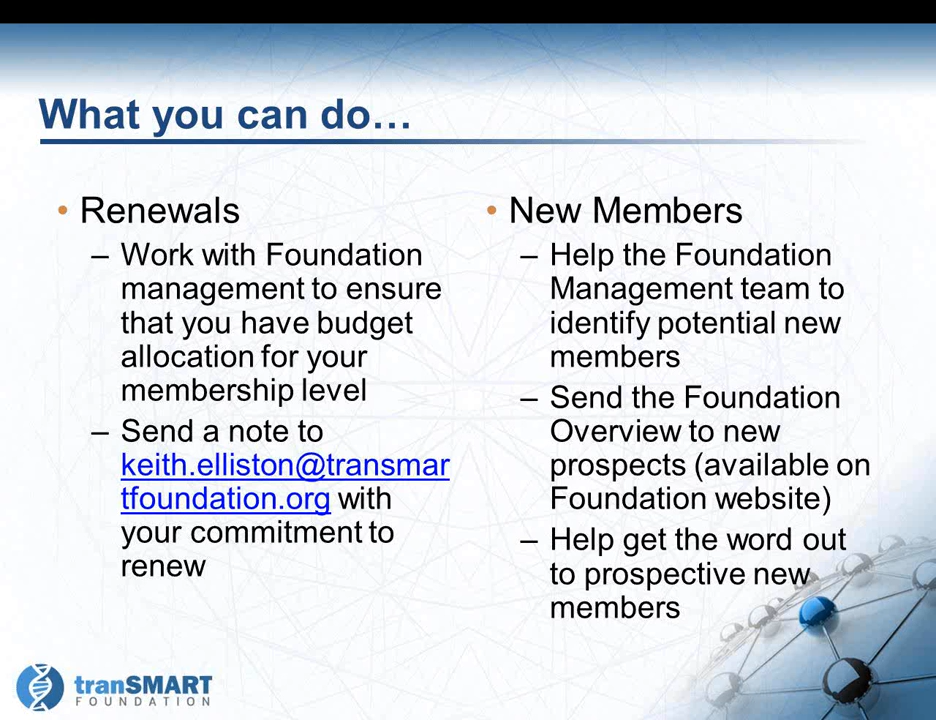 What you can do…
• Renewals
– Work with Foundation
management to ensure
that you have budget
allocation for your
membership level
– Send a note to
keith.elliston@transmar
tfoundation.org with
your commitment to
renew
• New Members
– Help the Foundation
Management team to
identify potential new
members
– Send the Foundation
Overview to new
prospects (available on
Foundation website)
– Help get the word out
to prospective new
members
tranSMART
FOUNDATION